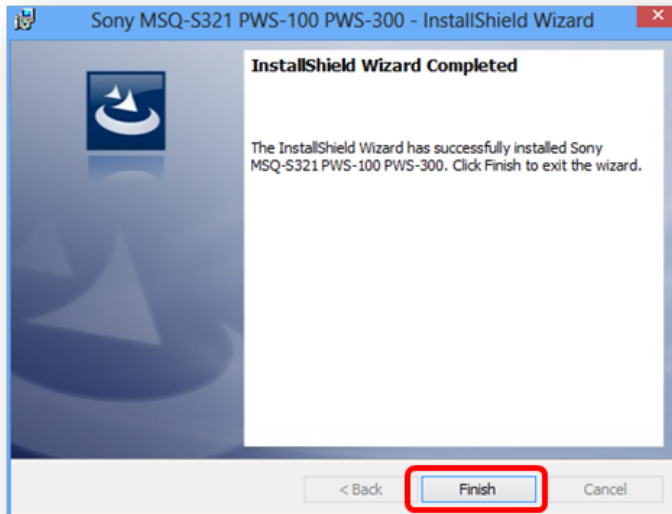 Sony MSQ-S321 PWS-100 PWS-300 - InstallShield Wizard
InstallShield Wizard Completed
The InstallShield Wizard has successfully installed Sony
MSQ-S321 PWS-100 PWS-300. Click Finish to exit the wizard.
< Back Finish Cancel